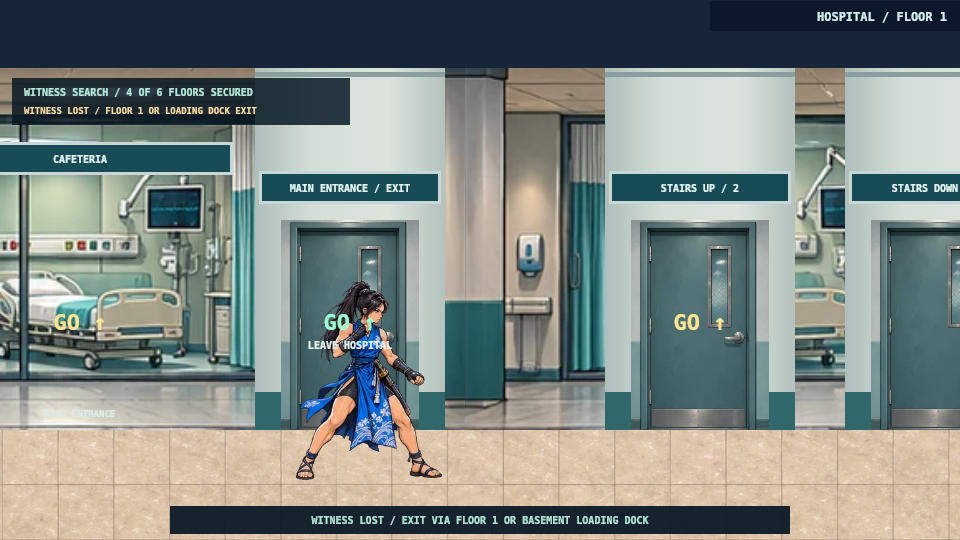 HOSPITAL / FLOOR 1
WITNESS SEARCH / 4 OF 6 FLOORS SECURED
WITNESS LOST / FLOOR 1 OR LOADING DOCK EXIT
CAFETERIA
MAIN ENTRANCE / EXIT
STAIRS UP / 2
STAIRS DOWN
GO ↑
GO ↑
GO ↑
LEAVE HOSPITAL
ENTRANCE
WITNESS LOST / EXIT VIA FLOOR 1 OR BASEMENT LOADING DOCK